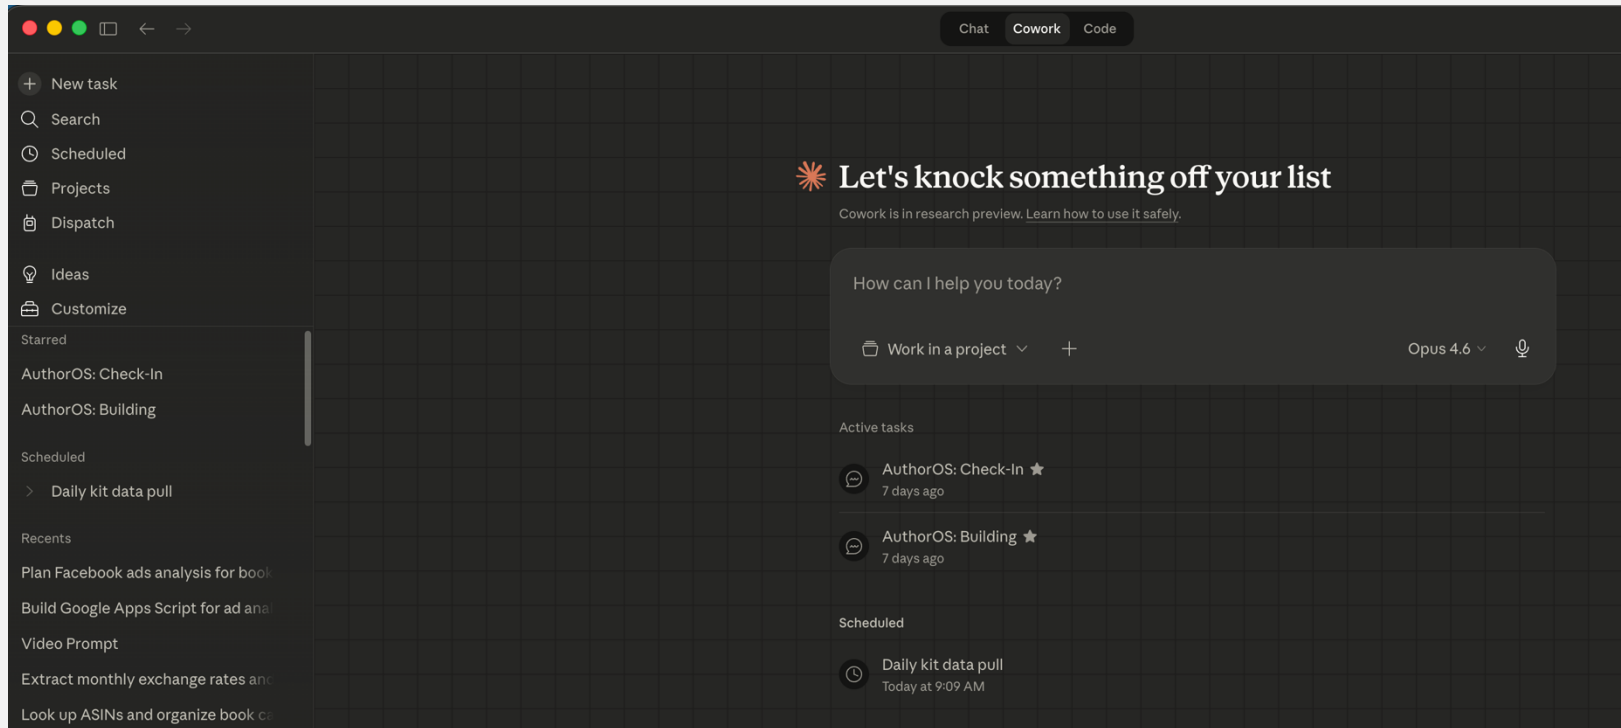 Chat Cowork Code
New task
Search
Scheduled
Projects
Dispatch
Ideas
Customize
Starred
AuthorOS: Check-In
AuthorOS: Building
Scheduled
Daily kit data pull
Recents
Plan Facebook ads analysis for book
Build Google Apps Script for ad anal
Video Prompt
Extract monthly exchange rates and
Look up ASINs and organize book ca
Let's knock something off your list
Cowork is in research preview. Learn how to use it safely.
How can I help you today?
Work in a project
Opus 4.6
Active tasks
AuthorOS: Check-In
7 days ago
AuthorOS: Building
7 days ago
Scheduled
Daily kit data pull
Today at 9:09 AM